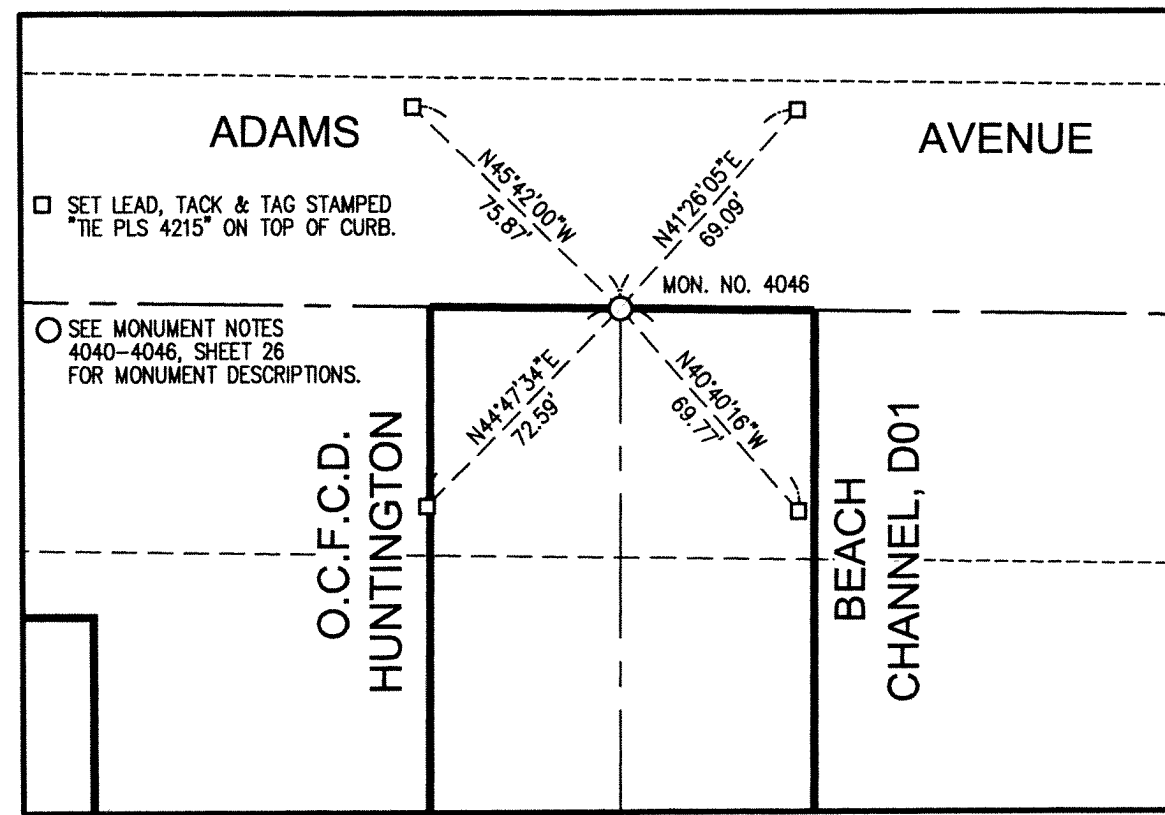 ADAMS
AVENUE
SET LEAD, TACK & TAG STAMPED
"TIE PLS 4215" ON TOP OF CURB.
N45°42'00"W
75.87'
N41°26'05"E
69.09'
MON. NO. 4046
SEE MONUMENT NOTES
4040-4046, SHEET 26
FOR MONUMENT DESCRIPTIONS.
N44°47'34"E
72.59'
N40°40'16"W
69.77'
O.C.F.C.D.
HUNTINGTON
BEACH
CHANNEL, D01